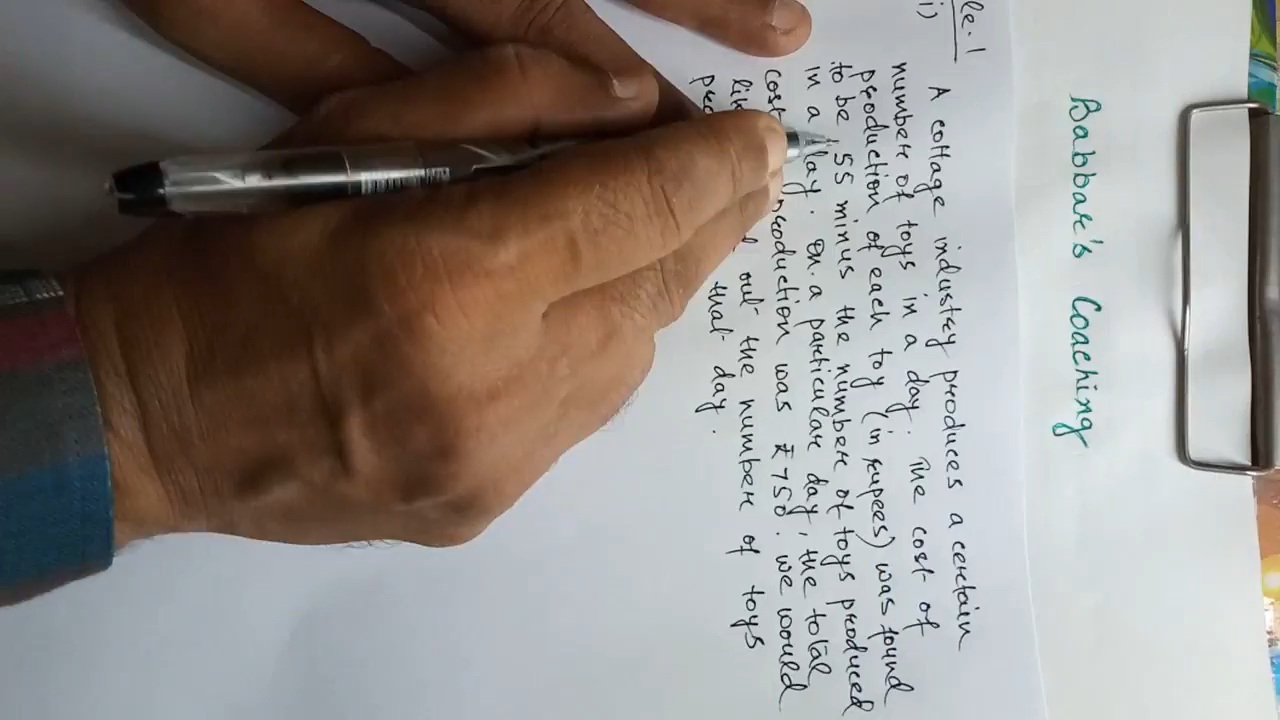 Babbar's Coaching
le.1
i)
A cottage industry produces a certain
number of toys in a day. The cost of
production of each toy (in rupees) was found
to be 55 minus the number of toys produced
in a day. On a particular day, the total
cost production was ₹750. we would
out the number of toys
that day.